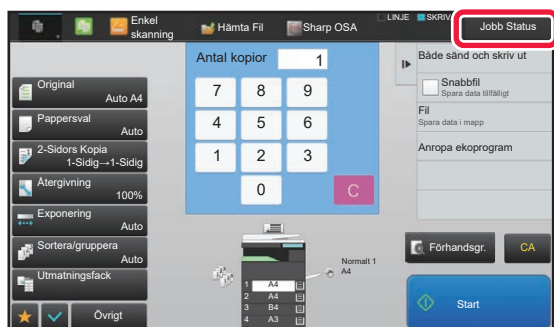 Enkel
skanning
Hämta Fil
Sharp OSA
LINJE
SKRIV
Jobb Status
Original
Auto A4
Pappersval
Auto
2-Sidors Kopia
1-Sidig→1-Sidig
Återgivning
100%
Exponering
Auto
Sortera/gruppera
Auto
Utmatningsfack
Övrigt
Antal kopior
1
7 8 9
4 5 6
1 2 3
0 C
Normalt 1
A4
1 A4
2 A4
3 B4
4 A3
Både sänd och skriv ut
Snabbfil
Spara data tillfälligt
Fil
Spara data i mapp
Anropa ekoprogram
Förhandsgr.
CA
Start